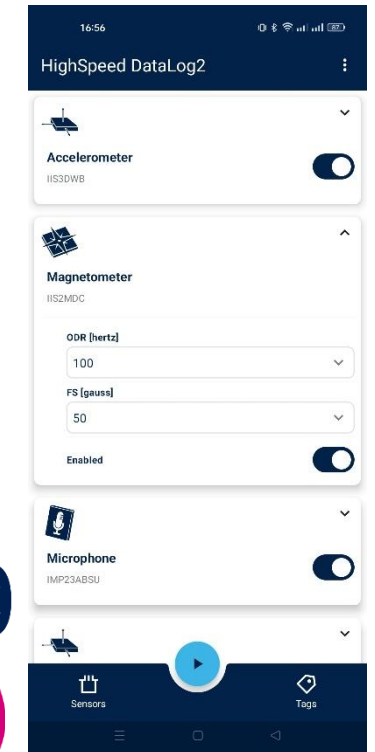 16:56
87
HighSpeed DataLog2
Accelerometer
IIS3DWB
Magnetometer
IIS2MDC
ODR [hertz]
100
FS [gauss]
50
Enabled
Microphone
IMP23ABSU
Sensors
Tags